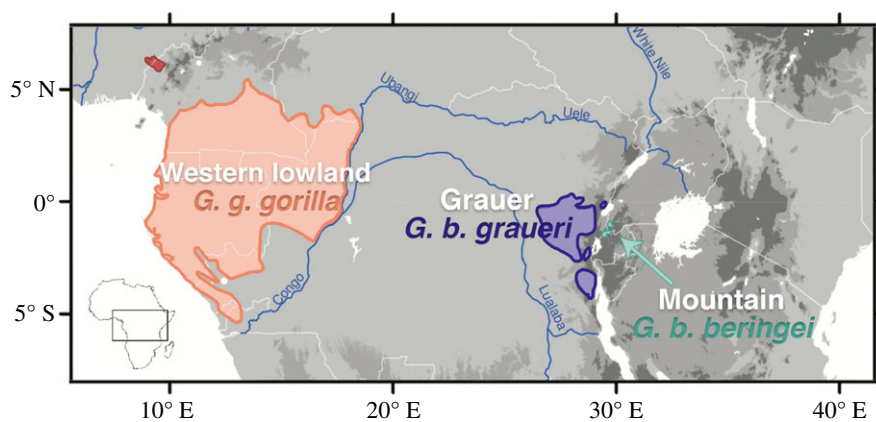 5° N
0°
5° S
10° E
20° E
30° E
40° E
Western lowland
G. g. gorilla
Grauer
G. b. graueri
Mountain
G. b. beringei
Ubangi
Uele
White Nile
Congo
Lualaba